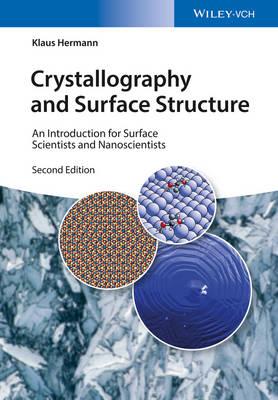 Klaus Hermann
WILEY-VCH
Crystallography
and Surface Structure
An Introduction for Surface
Scientists and Nanoscientists
Second Edition